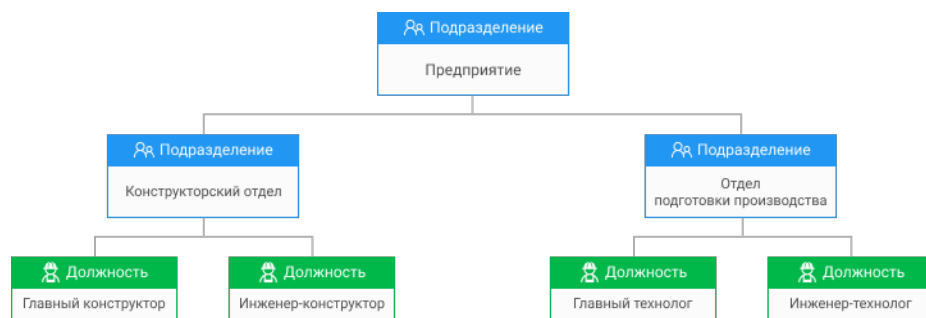 Подразделение
Предприятие
Подразделение
Подразделение
Конструкторский отдел
Отдел
подготовки производства
Должность
Должность
Должность
Должность
Главный конструктор
Инженер-конструктор
Главный технолог
Инженер-технолог